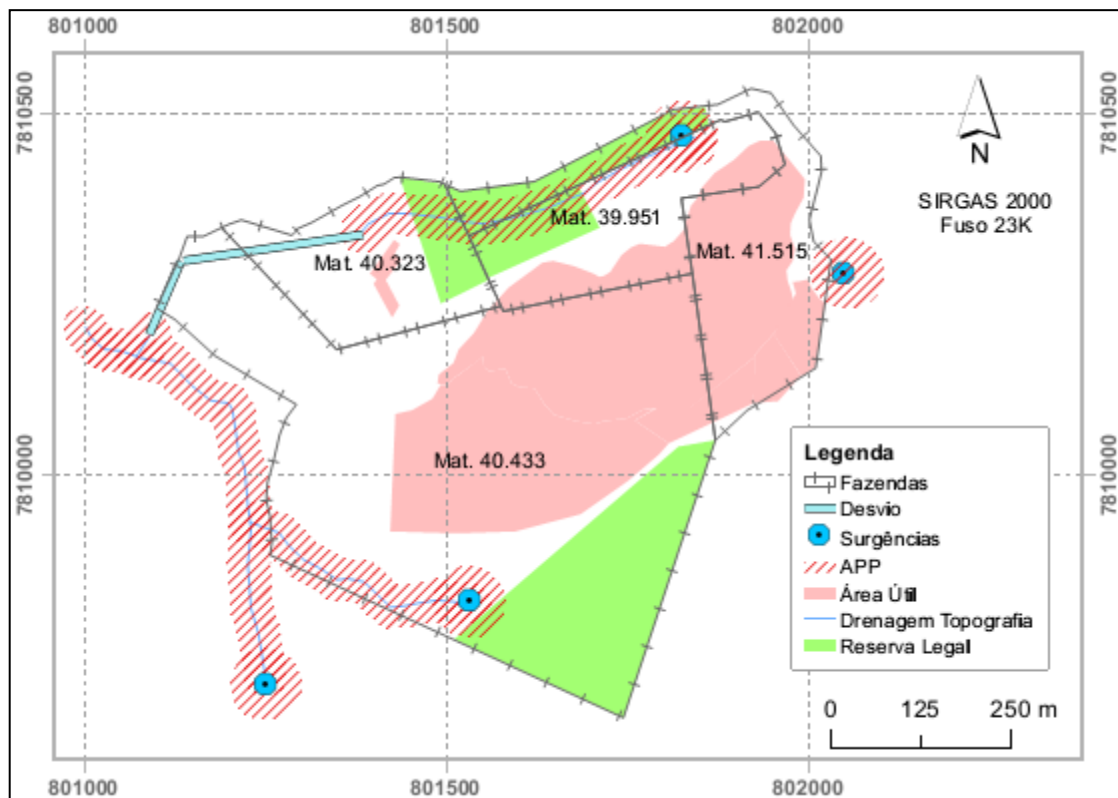 801000
801500
802000
7810500
7810500
N
SIRGAS 2000
Fuso 23K
Mat. 39.951
Mat. 41.515
Mat. 40.323
Mat. 40.433
7810000
7810000
Legenda
Fazendas
Desvio
Surgências
APP
Área Útil
Drenagem Topografia
Reserva Legal
0 125 250 m
801000
801500
802000